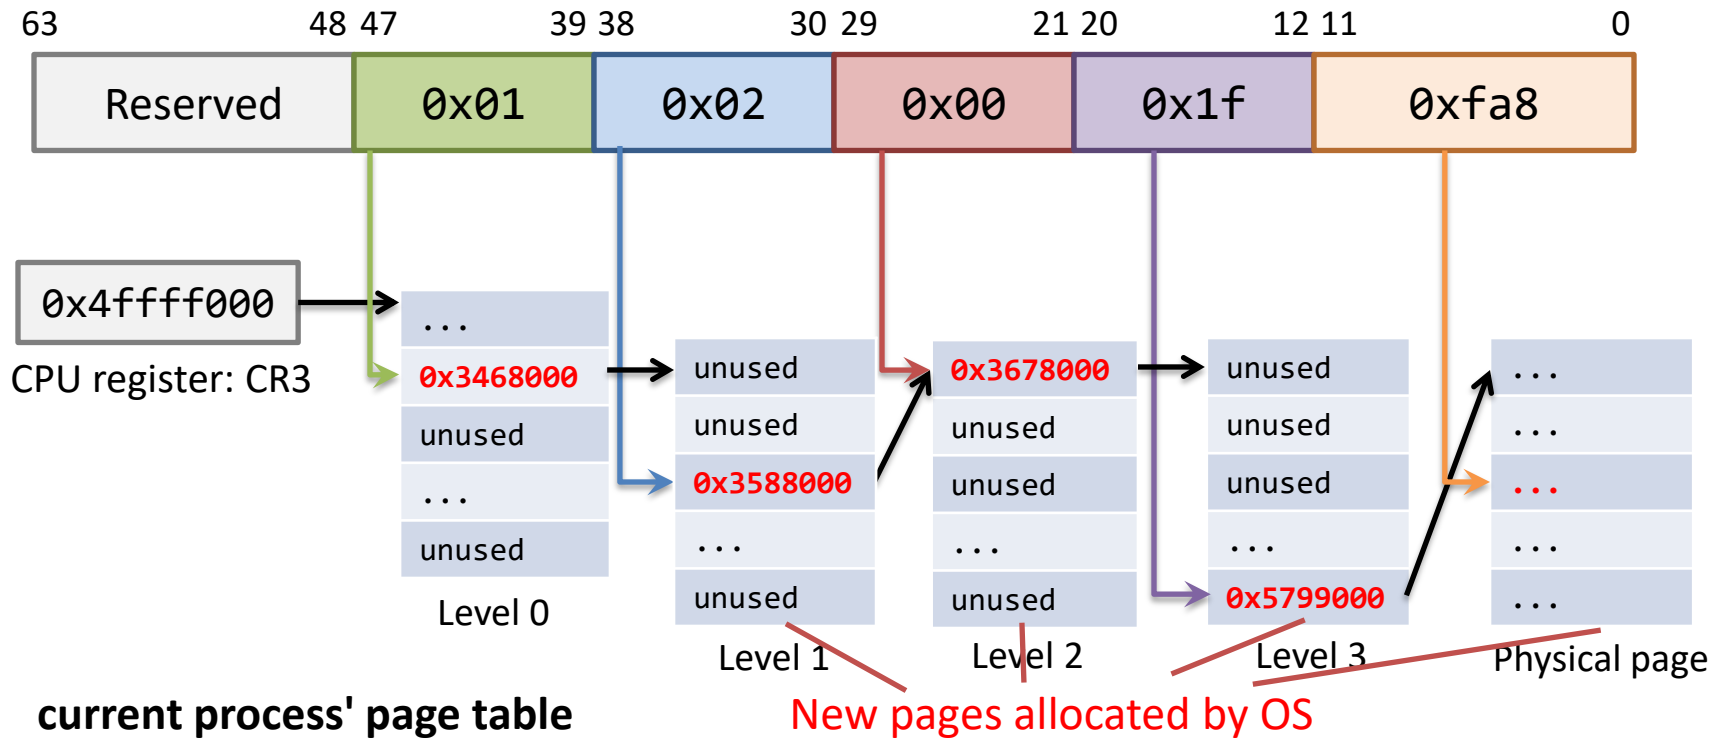 63 48 47 39 38 30 29 21 20 12 11 0
Reserved 0x01 0x02 0x00 0x1f 0xfa8
0x4ffff000
CPU register: CR3
...
0x3468000
unused
...
unused
Level 0
unused
unused
0x3588000
...
unused
Level 1
0x3678000
unused
unused
...
unused
Level 2
unused
unused
unused
...
0x5799000
Level 3
...
...
...
...
...
Physical page
current process' page table
New pages allocated by OS